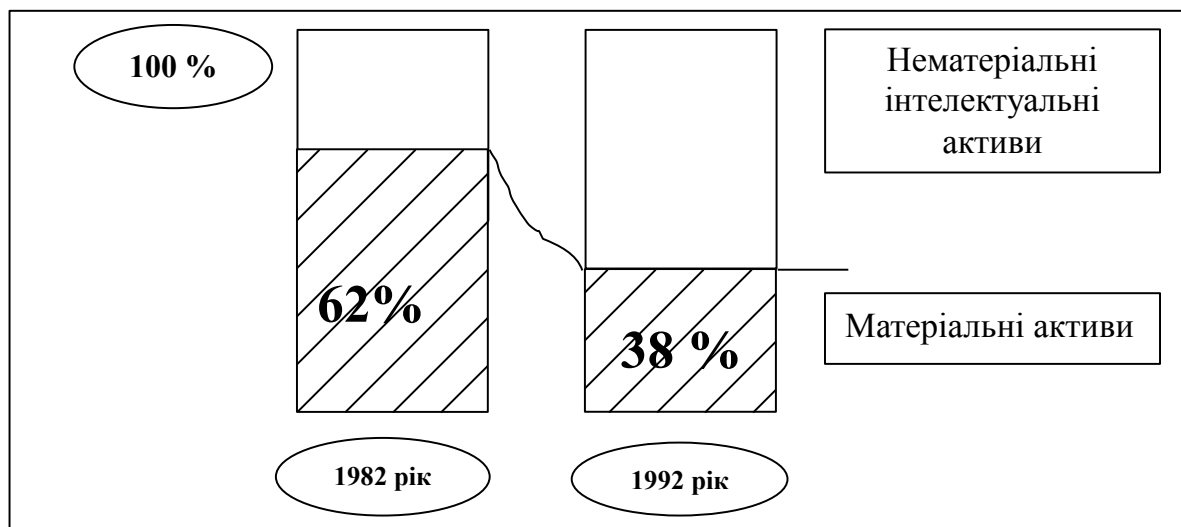 100 %
Нематеріальні
інтелектуальні
активи
62%
38 %
Матеріальні активи
1982 рік
1992 рік